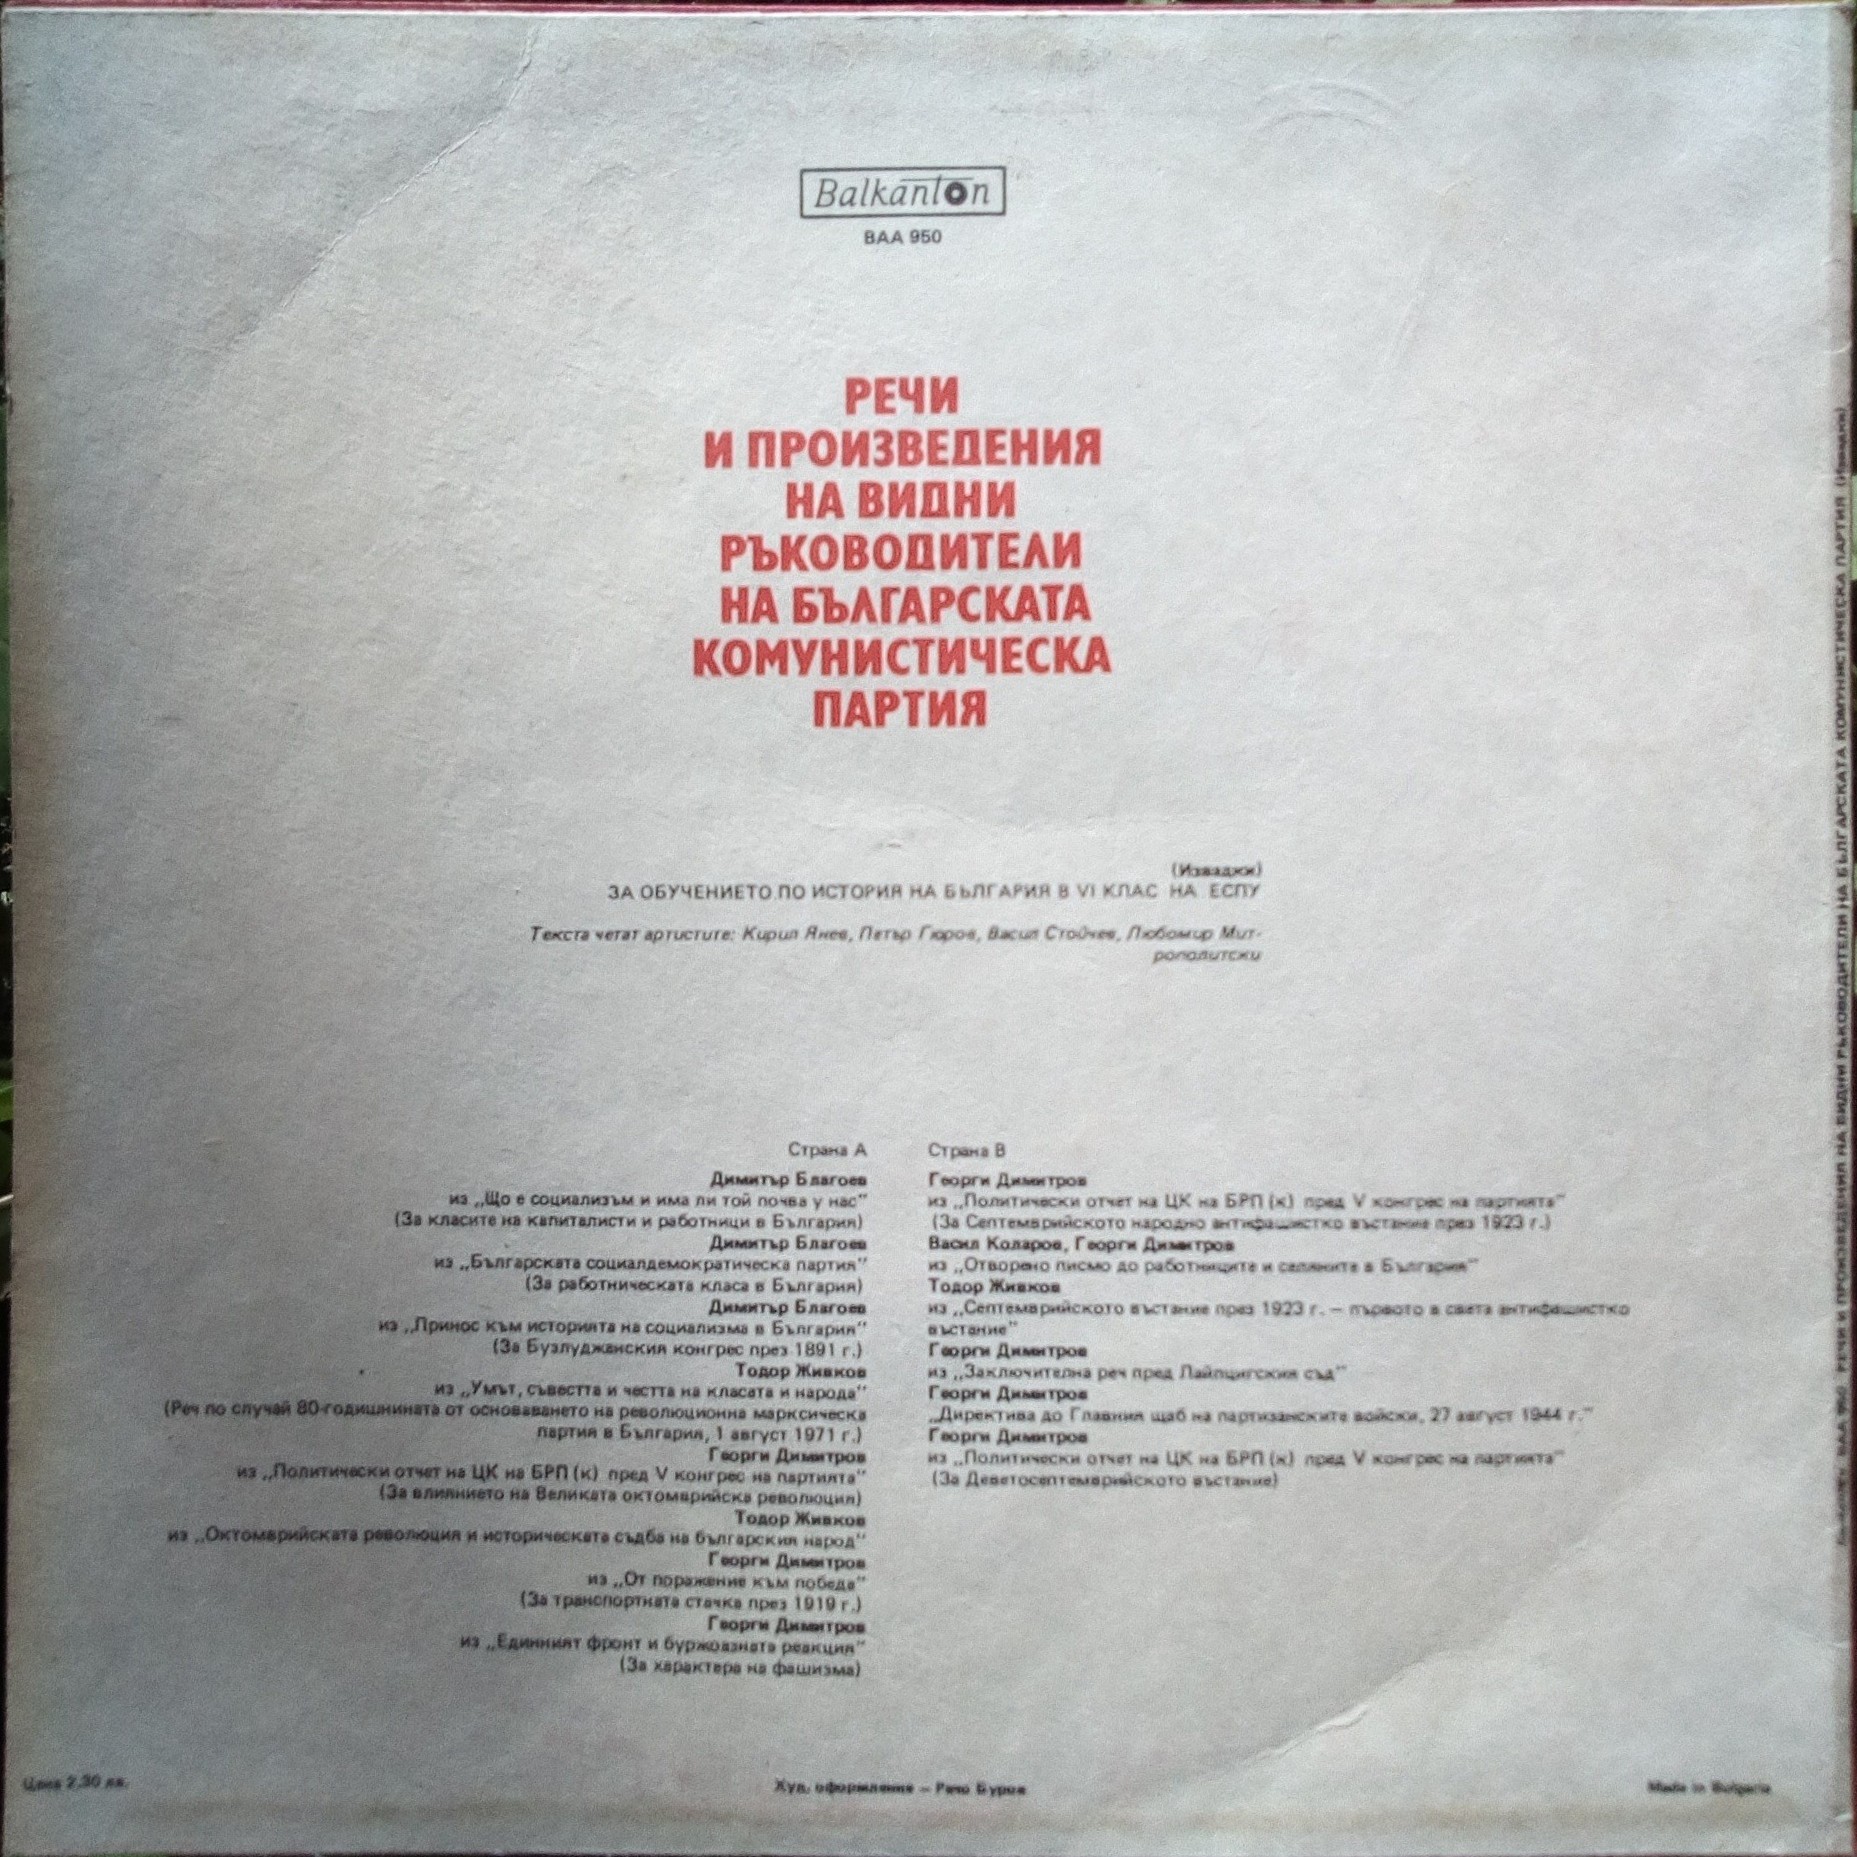 Balkanton
ВАА 950
РЕЧИ
И ПРОИЗВЕДЕНИЯ
НА ВИДНИ
РЪКОВОДИТЕЛИ
НА БЪЛГАРСКАТА
КОМУНИСТИЧЕСКА
ПАРТИЯ
(Извадки)
ЗА ОБУЧЕНИЕТО ПО ИСТОРИЯ НА БЪЛГАРИЯ В VI КЛАС НА ЕСПУ
Текста четат артистите: Кирил Янев, Петър Гюров, Васил Стойчев, Любомир Мит-
рополитски
Страна А
Димитър Благоев
из „Що е социализъм и има ли той почва у нас"
(За класите на капиталисти и работници в България)
Димитър Благоев
из „Българската социалдемократическа партия"
(За работническата класа в България)
Димитър Благоев
из „Принос към историята на социализма в България"
(За Бузлуджанския конгрес през 1891 г.)
Тодор Живков
из „Умът, съвестта и честта на класата и народа"
(Реч по случай 80-годишнината от основаването на революционна марксическа
партия в България, 1 август 1971 г.)
Георги Димитров
из „Политически отчет на ЦК на БРП (к) пред V конгрес на партията"
(За влиянието на Великата октомврийска революция)
Тодор Живков
из „Октомврийската революция и историческата съдба на българския народ"
Георги Димитров
из „От поражение към победа"
(За транспортната стачка през 1919 г.)
Георги Димитров
из „Единният фронт и буржоазната реакция"
(За характера на фашизма)
Страна В
Георги Димитров
из „Политически отчет на ЦК на БРП (к) пред V конгрес на партията"
(За Септемврийското народно антифашистко въстание през 1923 г.)
Васил Коларов, Георги Димитров
из „Отворено писмо до работниците и селяните в България"
Тодор Живков
из „Септемврийското въстание през 1923 г. – първото в света антифашистко
въстание"
Георги Димитров
из „Заключителна реч пред Лайпцигския съд"
Георги Димитров
„Директива до Главния щаб на партизанските войски, 27 август 1944 г."
Георги Димитров
из „Политически отчет на ЦК на БРП (к) пред V конгрес на партията"
(За Деветосептемврийското въстание)
Цена 2,30 лв.
Худ. оформление – Рачо Буров
Made in Bulgaria
ВАА 950 РЕЧИ И ПРОИЗВЕДЕНИЯ НА ВИДНИ РЪКОВОДИТЕЛИ НА БЪЛГАРСКАТА КОМУНИСТИЧЕСКА ПАРТИЯ (Извадки)